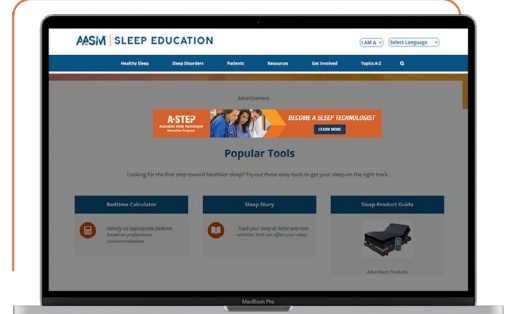 AASM | SLEEP EDUCATION
I AM A
Select Language
Healthy Sleep
Sleep Disorders
Patients
Resources
Get Involved
Topics A-Z
Advertisement
A-STEP
Education Program
BECOME A SLEEP TECHNOLOGIST
LEARN MORE
Popular Tools
Looking for the first step toward healthier sleep? Try out these easy tools to get your sleep on the right track.
Bedtime Calculator
Identify an appropriate bedtime
based on professional
recommendations.
Sleep Diary
Track your sleep at home and note
activities that can affect your sleep.
Sleep Product Guide
Advertised Products
MacBook Pro